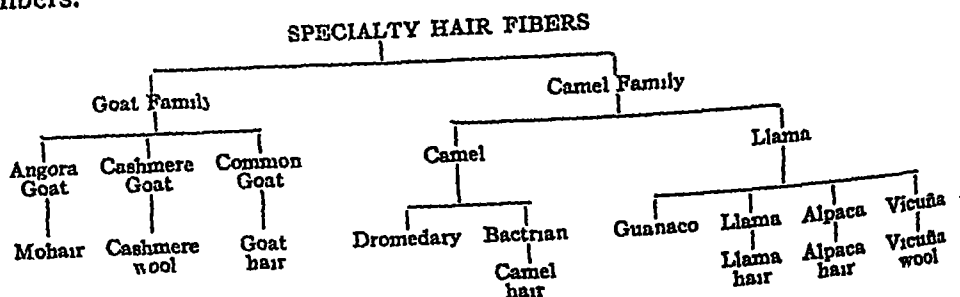 mbers.
SPECIALTY HAIR FIBERS
Goat Family
Camel Family
Angora Goat
Cashmere Goat
Common Goat
Camel
Llama
Mohair
Cashmere wool
Goat hair
Dromedary
Bactrian
Camel hair
Guanaco
Llama
Alpaca
Vicuña
Llama hair
Alpaca hair
Vicuña wool